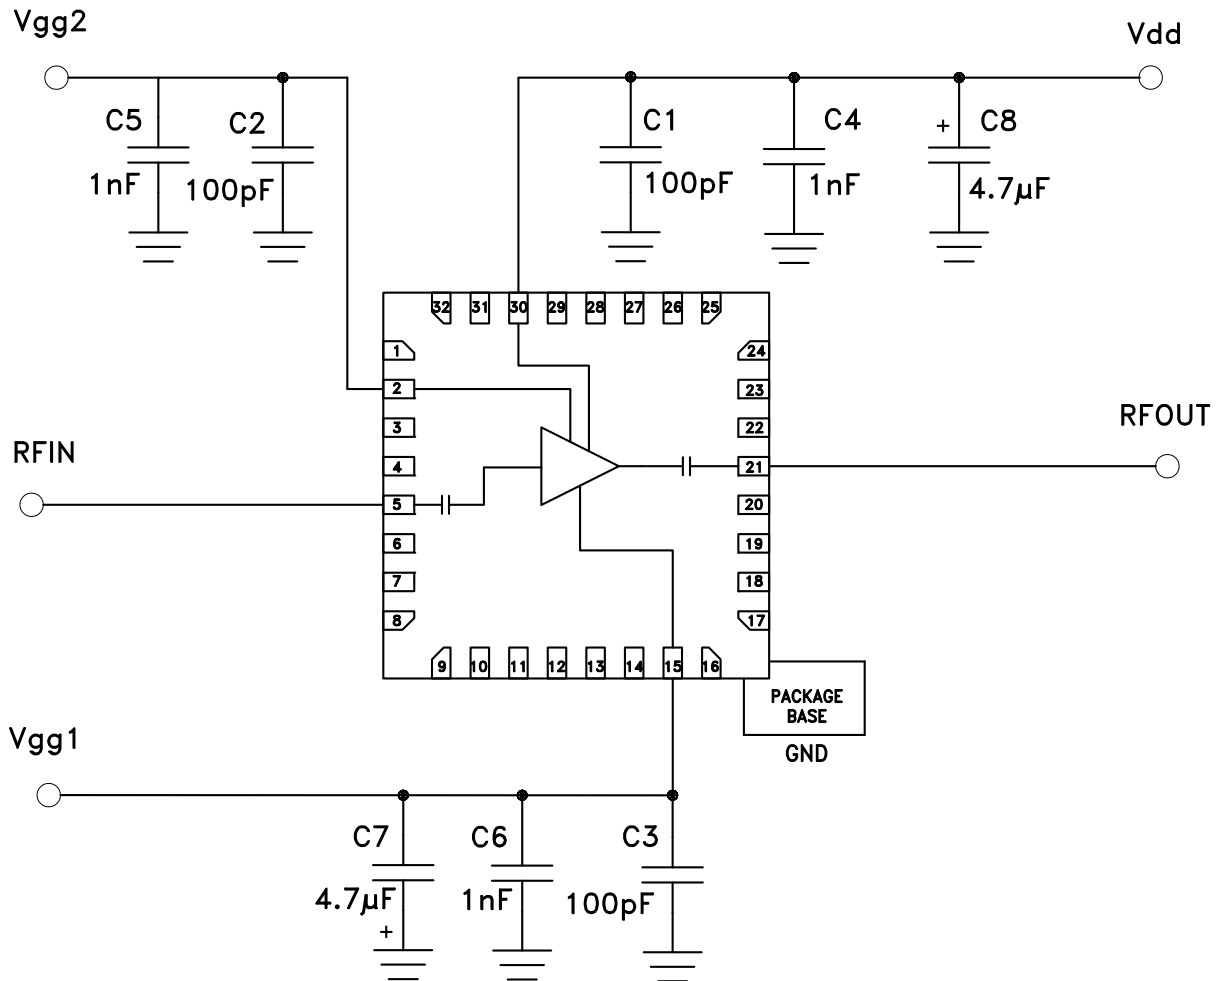 Vgg2
Vdd
C5
C2
C1
C4
+
C8
1nF
100pF
100pF
1nF
4.7µF
32
31
30
29
28
27
26
25
1
24
2
23
3
22
RFOUT
RFIN
4
21
5
20
6
19
7
18
8
17
9
10
11
12
13
14
15
16
PACKAGE
BASE
GND
Vgg1
C7
C6
C3
4.7µF
1nF
100pF
+